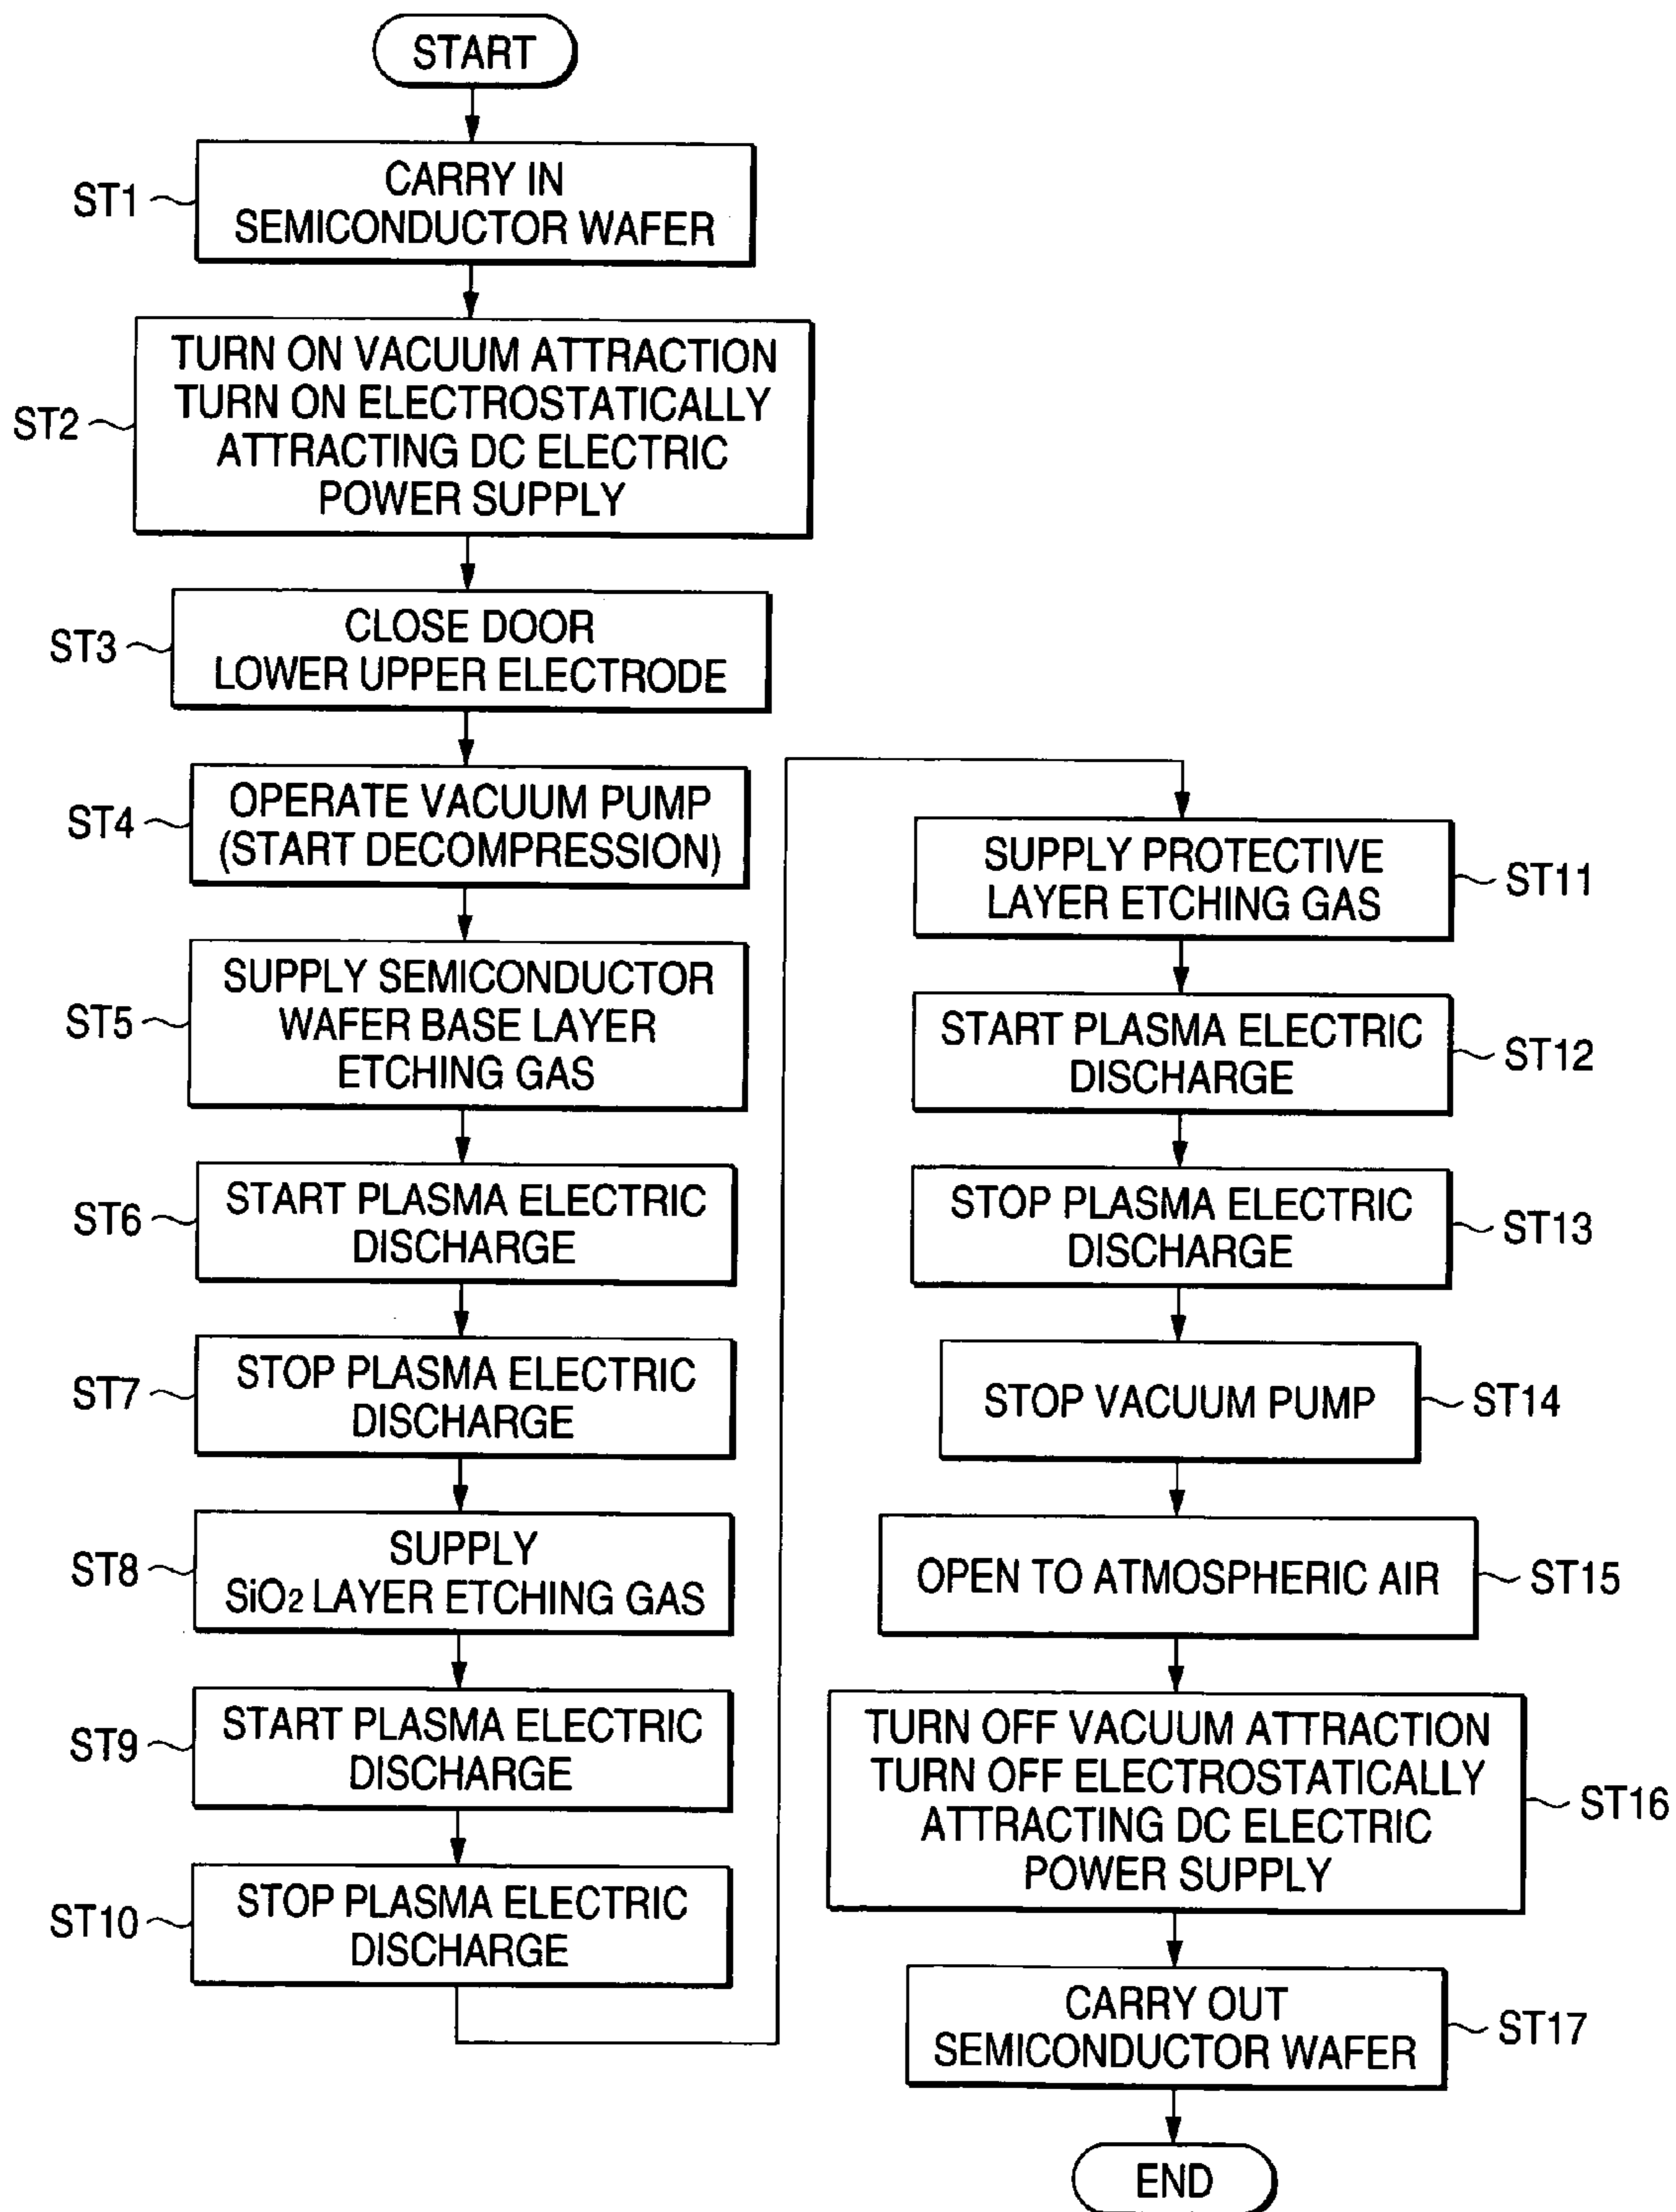 START
ST1
CARRY IN
SEMICONDUCTOR WAFER
ST2
TURN ON VACUUM ATTRACTION
TURN ON ELECTROSTATICALLY
ATTRACTING DC ELECTRIC
POWER SUPPLY
ST3
CLOSE DOOR
LOWER UPPER ELECTRODE
ST4
OPERATE VACUUM PUMP
(START DECOMPRESSION)
ST5
SUPPLY SEMICONDUCTOR
WAFER BASE LAYER
ETCHING GAS
ST6
START PLASMA ELECTRIC
DISCHARGE
ST7
STOP PLASMA ELECTRIC
DISCHARGE
ST8
SUPPLY
SiO₂ LAYER ETCHING GAS
ST9
START PLASMA ELECTRIC
DISCHARGE
ST10
STOP PLASMA ELECTRIC
DISCHARGE
SUPPLY PROTECTIVE
LAYER ETCHING GAS
ST11
START PLASMA ELECTRIC
DISCHARGE
ST12
STOP PLASMA ELECTRIC
DISCHARGE
ST13
STOP VACUUM PUMP
ST14
OPEN TO ATMOSPHERIC AIR
ST15
TURN OFF VACUUM ATTRACTION
TURN OFF ELECTROSTATICALLY
ATTRACTING DC ELECTRIC
POWER SUPPLY
ST16
CARRY OUT
SEMICONDUCTOR WAFER
ST17
END